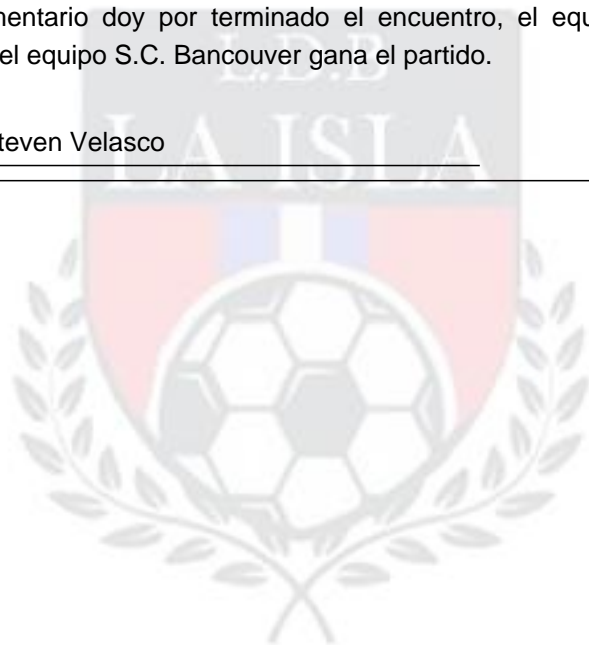 mentario doy por terminado el encuentro, el equ
el equipo S.C. Bancouver gana el partido.
L.D.B
teven Velasco
LA ISLA